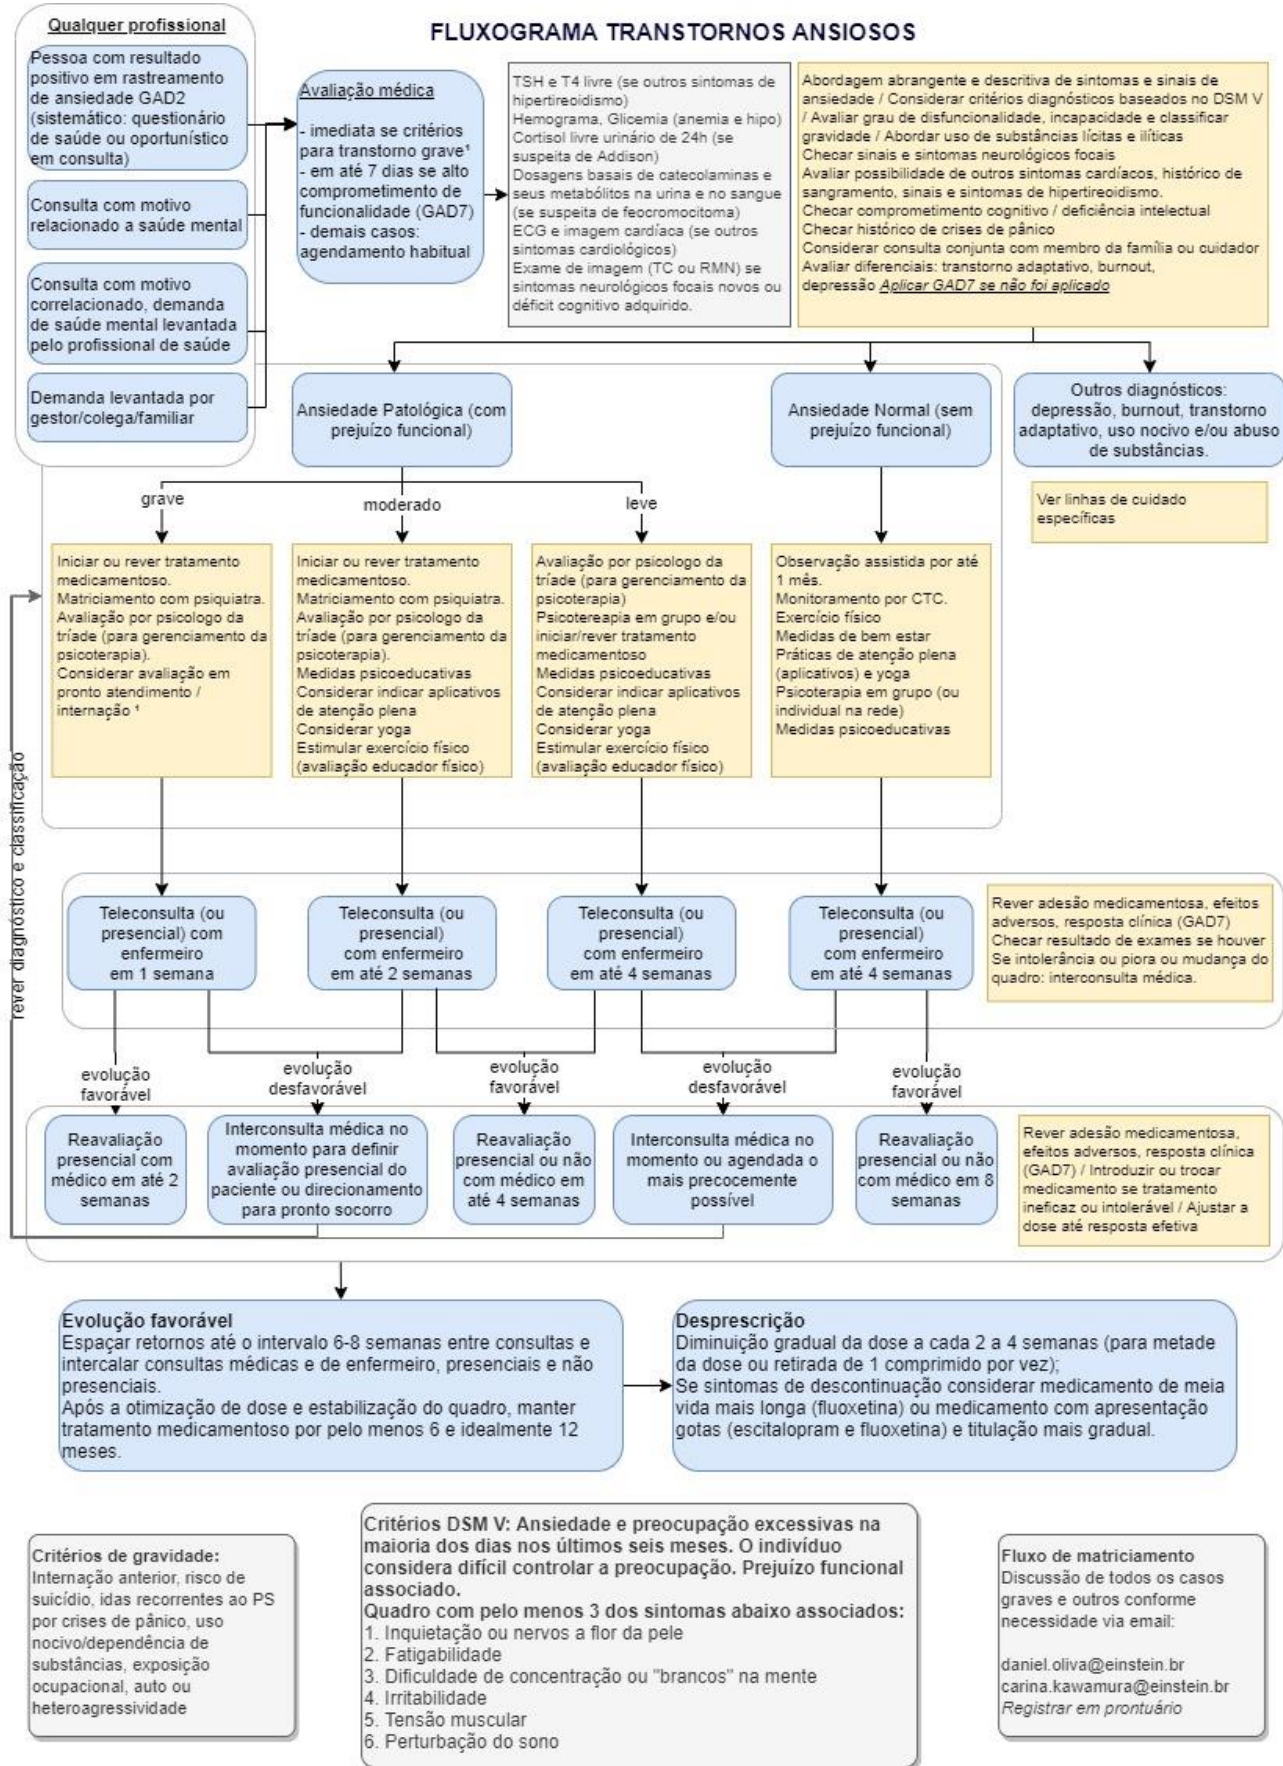 Qualquer profissional
FLUXOGRAMA TRANSTORNOS ANSIOSOS
Pessoa com resultado
positivo em rastreamento
de ansiedade GAD2
(sistemático: questionário
de saúde ou oportunístico
em consulta)
Consulta com motivo
relacionado a saúde mental
Consulta com motivo
correlacionado, demanda
de saúde mental levantada
pelo profissional de saúde
Demanda levantada por
gestor/colega/familiar
Avaliação médica
- imediata se critérios
para transtorno grave¹
- em até 7 dias se alto
comprometimento de
funcionalidade (GAD7)
- demais casos:
agendamento habitual
TSH e T4 livre (se outros sintomas de
hipertireoidismo)
Hemograma, Glicemia (anemia e hipo)
Cortisol livre urinário de 24h (se
suspeita de Addison)
Dosagens basais de catecolaminas e
seus metabólitos na urina e no sangue
(se suspeita de feocromocitoma)
ECG e imagem cardíaca (se outros
sintomas cardiológicos)
Exame de imagem (TC ou RMN) se
sintomas neurológicos focais novos ou
déficit cognitivo adquirido.
Abordagem abrangente e descritiva de sintomas e sinais de
ansiedade / Considerar critérios diagnósticos baseados no DSM V
/ Avaliar grau de disfuncionalidade, incapacidade e classificar
gravidade / Abordar uso de substâncias lícitas e ilíticas
Checar sinais e sintomas neurológicos focais
Avaliar possibilidade de outros sintomas cardíacos, histórico de
sangramento, sinais e sintomas de hipertireoidismo.
Checar comprometimento cognitivo / deficiência intelectual
Checar histórico de crises de pânico
Considerar consulta conjunta com membro da família ou cuidador
Avaliar diferenciais: transtorno adaptativo, burnout,
depressão Aplicar GAD7 se não foi aplicado
Ansiedade Patológica (com
prejuízo funcional)
Ansiedade Normal (sem
prejuízo funcional)
Outros diagnósticos:
depressão, burnout, transtorno
adaptativo, uso nocivo e/ou abuso
de substâncias.
Ver linhas de cuidado
específicas
grave
moderado
leve
Iniciar ou rever tratamento
medicamentoso.
Matriciamento com psiquiatra.
Avaliação por psicologo da
tríade (para gerenciamento da
psicoterapia).
Considerar avaliação em
pronto atendimento /
internação ¹
Iniciar ou rever tratamento
medicamentoso.
Matriciamento com psiquiatra.
Avaliação por psicologo da
tríade (para gerenciamento da
psicoterapia).
Medidas psicoeducativas
Considerar indicar aplicativos
de atenção plena
Considerar yoga
Estimular exercício físico
(avaliação educador físico)
Avaliação por psicologo da
tríade (para gerenciamento da
psicoterapia)
Psicotereapia em grupo e/ou
iniciar/rever tratamento
medicamentoso
Medidas psicoeducativas
Considerar indicar aplicativos
de atenção plena
Considerar yoga
Estimular exercício físico
(avaliação educador físico)
Observação assistida por até
1 mês.
Monitoramento por CTC.
Exercício físico
Medidas de bem estar
Práticas de atenção plena
(aplicativos) e yoga
Psicoterapia em grupo (ou
individual na rede)
Medidas psicoeducativas
rever diagnóstico e classificação
Teleconsulta (ou
presencial) com
enfermeiro
em 1 semana
Teleconsulta (ou
presencial)
com enfermeiro
em até 2 semanas
Teleconsulta (ou
presencial)
com enfermeiro
em até 4 semanas
Teleconsulta (ou
presencial)
com enfermeiro
em até 4 semanas
Rever adesão medicamentosa, efeitos
adversos, resposta clínica (GAD7)
Checar resultado de exames se houver
Se intolerância ou piora ou mudança do
quadro: interconsulta médica.
evolução
favorável
evolução
desfavorável
evolução
favorável
evolução
desfavorável
evolução
favorável
Reavaliação
presencial com
médico em até 2
semanas
Interconsulta médica no
momento para definir
avaliação presencial do
paciente ou direcionamento
para pronto socorro
Reavaliação
presencial ou não
com médico em
até 4 semanas
Interconsulta médica no
momento ou agendada o
mais precocemente
possível
Reavaliação
presencial ou não
com médico em 8
semanas
Rever adesão medicamentosa,
efeitos adversos, resposta clínica
(GAD7) / Introduzir ou trocar
medicamento se tratamento
ineficaz ou intolerável / Ajustar a
dose até resposta efetiva
Evolução favorável
Espaçar retornos até o intervalo 6-8 semanas entre consultas e
intercalar consultas médicas e de enfermeiro, presenciais e não
presenciais.
Após a otimização de dose e estabilização do quadro, manter
tratamento medicamentoso por pelo menos 6 e idealmente 12
meses.
Desprescrição
Diminuição gradual da dose a cada 2 a 4 semanas (para metade
da dose ou retirada de 1 comprimido por vez);
Se sintomas de descontinuação considerar medicamento de meia
vida mais longa (fluoxetina) ou medicamento com apresentação
gotas (escitalopram e fluoxetina) e titulação mais gradual.
Critérios de gravidade:
Internação anterior, risco de
suicídio, idas recorrentes ao PS
por crises de pânico, uso
nocivo/dependência de
substâncias, exposição
ocupacional, auto ou
heteroagressividade
Critérios DSM V: Ansiedade e preocupação excessivas na
maioria dos dias nos últimos seis meses. O indivíduo
considera difícil controlar a preocupação. Prejuízo funcional
associado.
Quadro com pelo menos 3 dos sintomas abaixo associados:
1. Inquietação ou nervos a flor da pele
2. Fatigabilidade
3. Dificuldade de concentração ou "brancos" na mente
4. Irritabilidade
5. Tensão muscular
6. Perturbação do sono
Fluxo de matriciamento
Discussão de todos os casos
graves e outros conforme
necessidade via email:
daniel.oliva@einstein.br
carina.kawamura@einstein.br
Registrar em prontuário